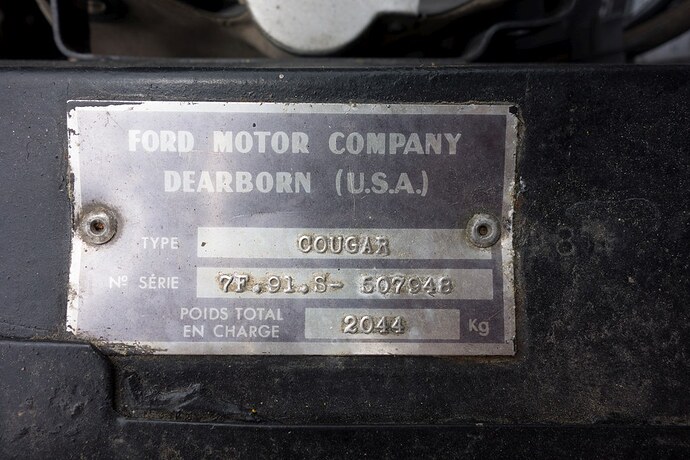 FORD MOTOR COMPANY
DEARBORN (U.S.A.)
TYPE COUGAR
Nº SÉRIE 7F.91.S- 507948
POIDS TOTAL
EN CHARGE 2044 Kg